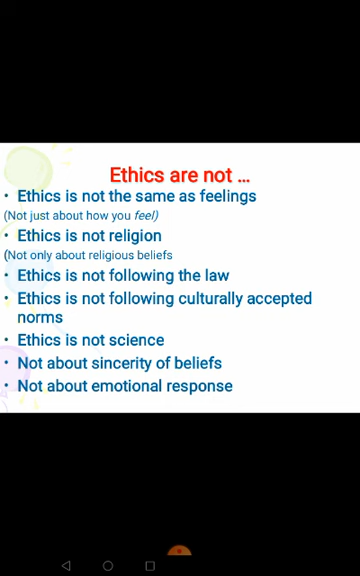 Ethics are not ...
• Ethics is not the same as feelings
(Not just about how you feel)
• Ethics is not religion
(Not only about religious beliefs
• Ethics is not following the law
• Ethics is not following culturally accepted
norms
• Ethics is not science
• Not about sincerity of beliefs
• Not about emotional response